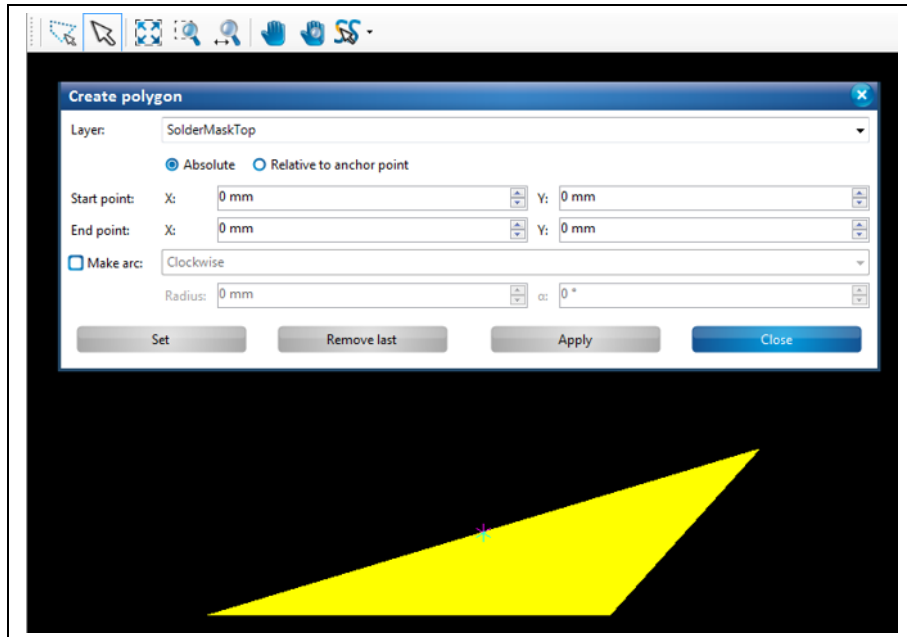 Create polygon
Layer: SolderMaskTop
Absolute Relative to anchor point
Start point: X: 0 mm Y: 0 mm
End point: X: 0 mm Y: 0 mm
Make arc: Clockwise
Radius: 0 mm α: 0 °
Set Remove last Apply Close